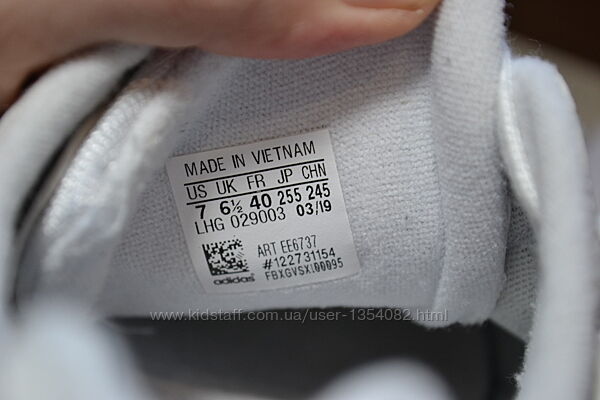 MADE IN VIETNAM
US UK FR JP CHN
7 6½ 40 255 245
LHG 029003 03/19
ART EE6737
#122731154
FBXGVSXL00095
adidas
www.kidstaff.com.ua/user-1354082.html